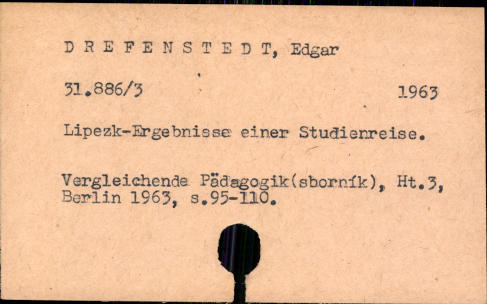 D R E F E N S T E D T, Edgar
31.886/3 1963
Lipezk-Ergebnisse einer Studienreise.
Vergleichende Pädagogik(sborník), Ht.3,
Berlin 1963, s.95-110.